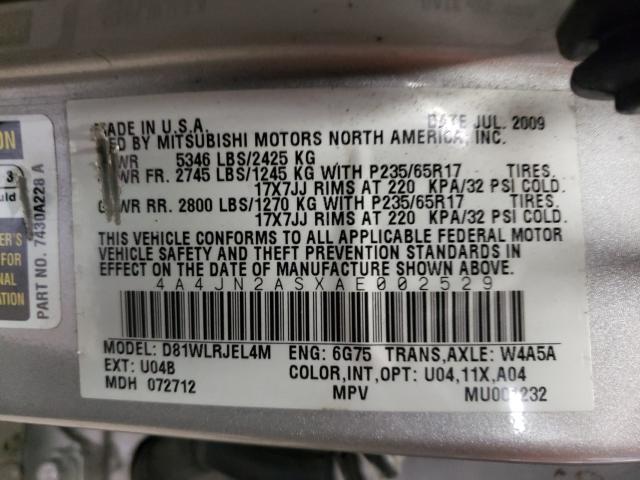 MADE IN U.S.A. DATE JUL. 2009
BY MITSUBISHI MOTORS NORTH AMERICA, INC.
5346 LBS/2425 KG
FR. 2745 LBS/1245 KG WITH P235/65R17 TIRES.
17X7JJ RIMS AT 220 KPA/32 PSI COLD.
RR. 2800 LBS/1270 KG WITH P235/65R17 TIRES.
17X7JJ RIMS AT 220 KPA/32 PSI COLD.
THIS VEHICLE CONFORMS TO ALL APPLICABLE FEDERAL MOTOR
VEHICLE SAFETY AND THEFT PREVENTION STANDARDS IN
EFFECT ON THE DATE OF MANUFACTURE SHOWN ABOVE.
4A4JN2ASXAE002529
MODEL: D81WLRJEL4M ENG: 6G75 TRANS,AXLE: W4A5A
EXT: U04B COLOR,INT,OPT: U04,11X,A04
MDH 072712 MPV
PART NO. 7430A228 A